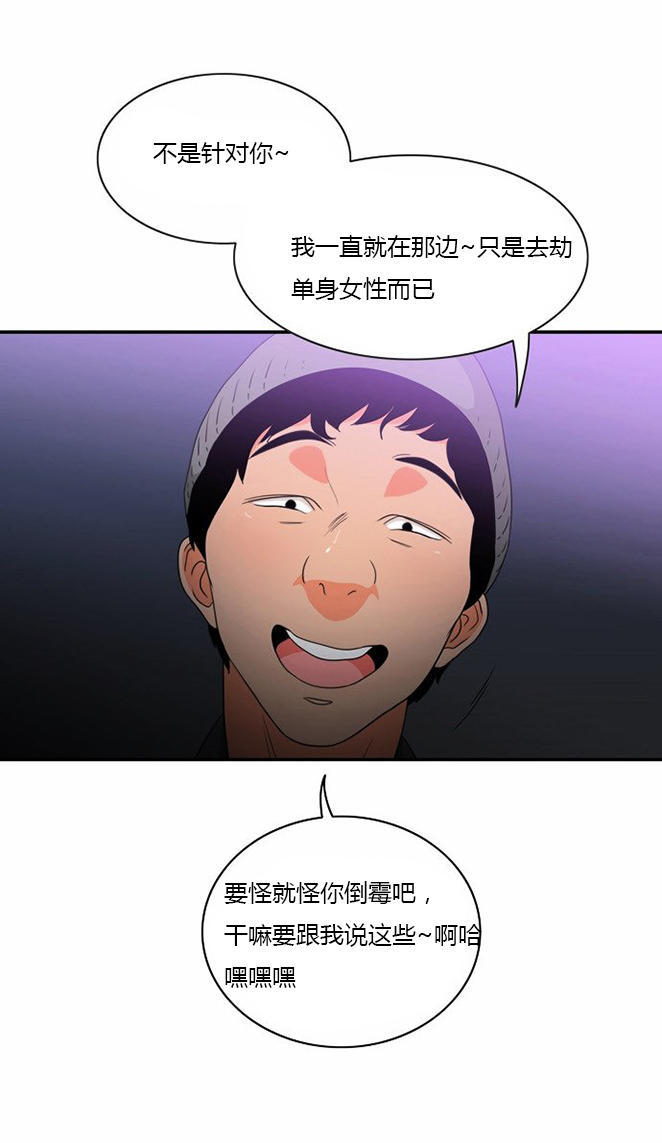 不是针对你~
我一直就在那边~只是去劫
单身女性而已
要怪就怪你倒霉吧，
干嘛要跟我说这些~啊哈
嘿嘿嘿